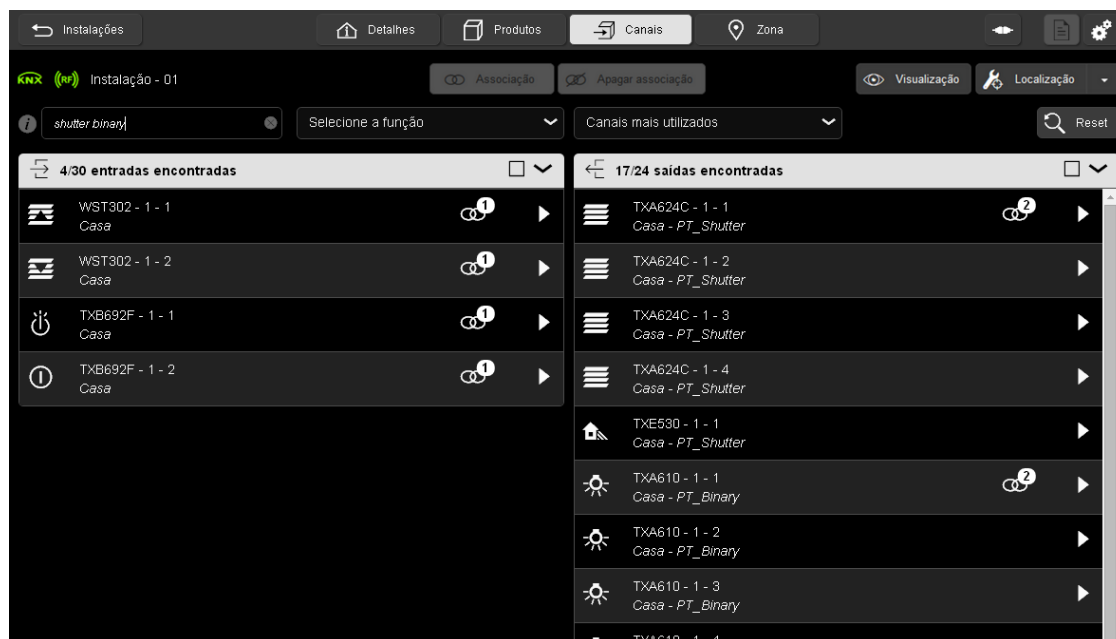 Instalações
Detalhes
Produtos
Canais
Zona
KNX ((RF)) Instalação - 01
Associação
Apagar associação
Visualização
Localização
i
shutter binary
Selecione a função
Canais mais utilizados
Reset
4/30 entradas encontradas
WST302 - 1 - 1
Casa
1
WST302 - 1 - 2
Casa
1
TXB692F - 1 - 1
Casa
1
TXB692F - 1 - 2
Casa
1
17/24 saídas encontradas
TXA624C - 1 - 1
Casa - PT_Shutter
2
TXA624C - 1 - 2
Casa - PT_Shutter
TXA624C - 1 - 3
Casa - PT_Shutter
TXA624C - 1 - 4
Casa - PT_Shutter
TXE530 - 1 - 1
Casa - PT_Shutter
TXA610 - 1 - 1
Casa - PT_Binary
2
TXA610 - 1 - 2
Casa - PT_Binary
TXA610 - 1 - 3
Casa - PT_Binary
TXA610 - 1 - 4